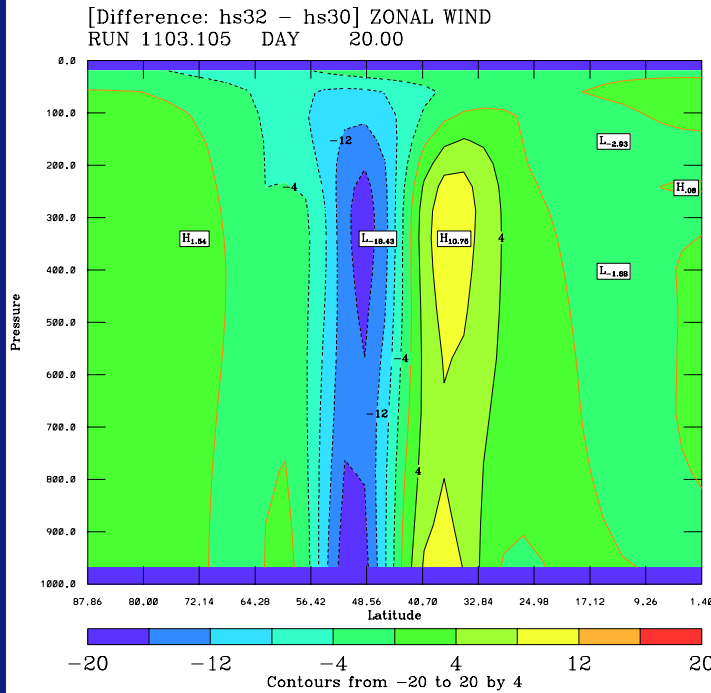 [Difference: hs32 − hs30] ZONAL WIND
RUN 1103.105 DAY 20.00
0.0
100.0
200.0
300.0
400.0
500.0
600.0
700.0
800.0
900.0
1000.0
Pressure
−12
−4
L−2.93
H.08
H1.54
L−18.43
H10.75
4
L−1.68
−4
−12
4
87.86 80.00 72.14 64.28 56.42 48.56 40.70 32.84 24.98 17.12 9.26 1.40
Latitude
−20 −12 −4 4 12 20
Contours from −20 to 20 by 4